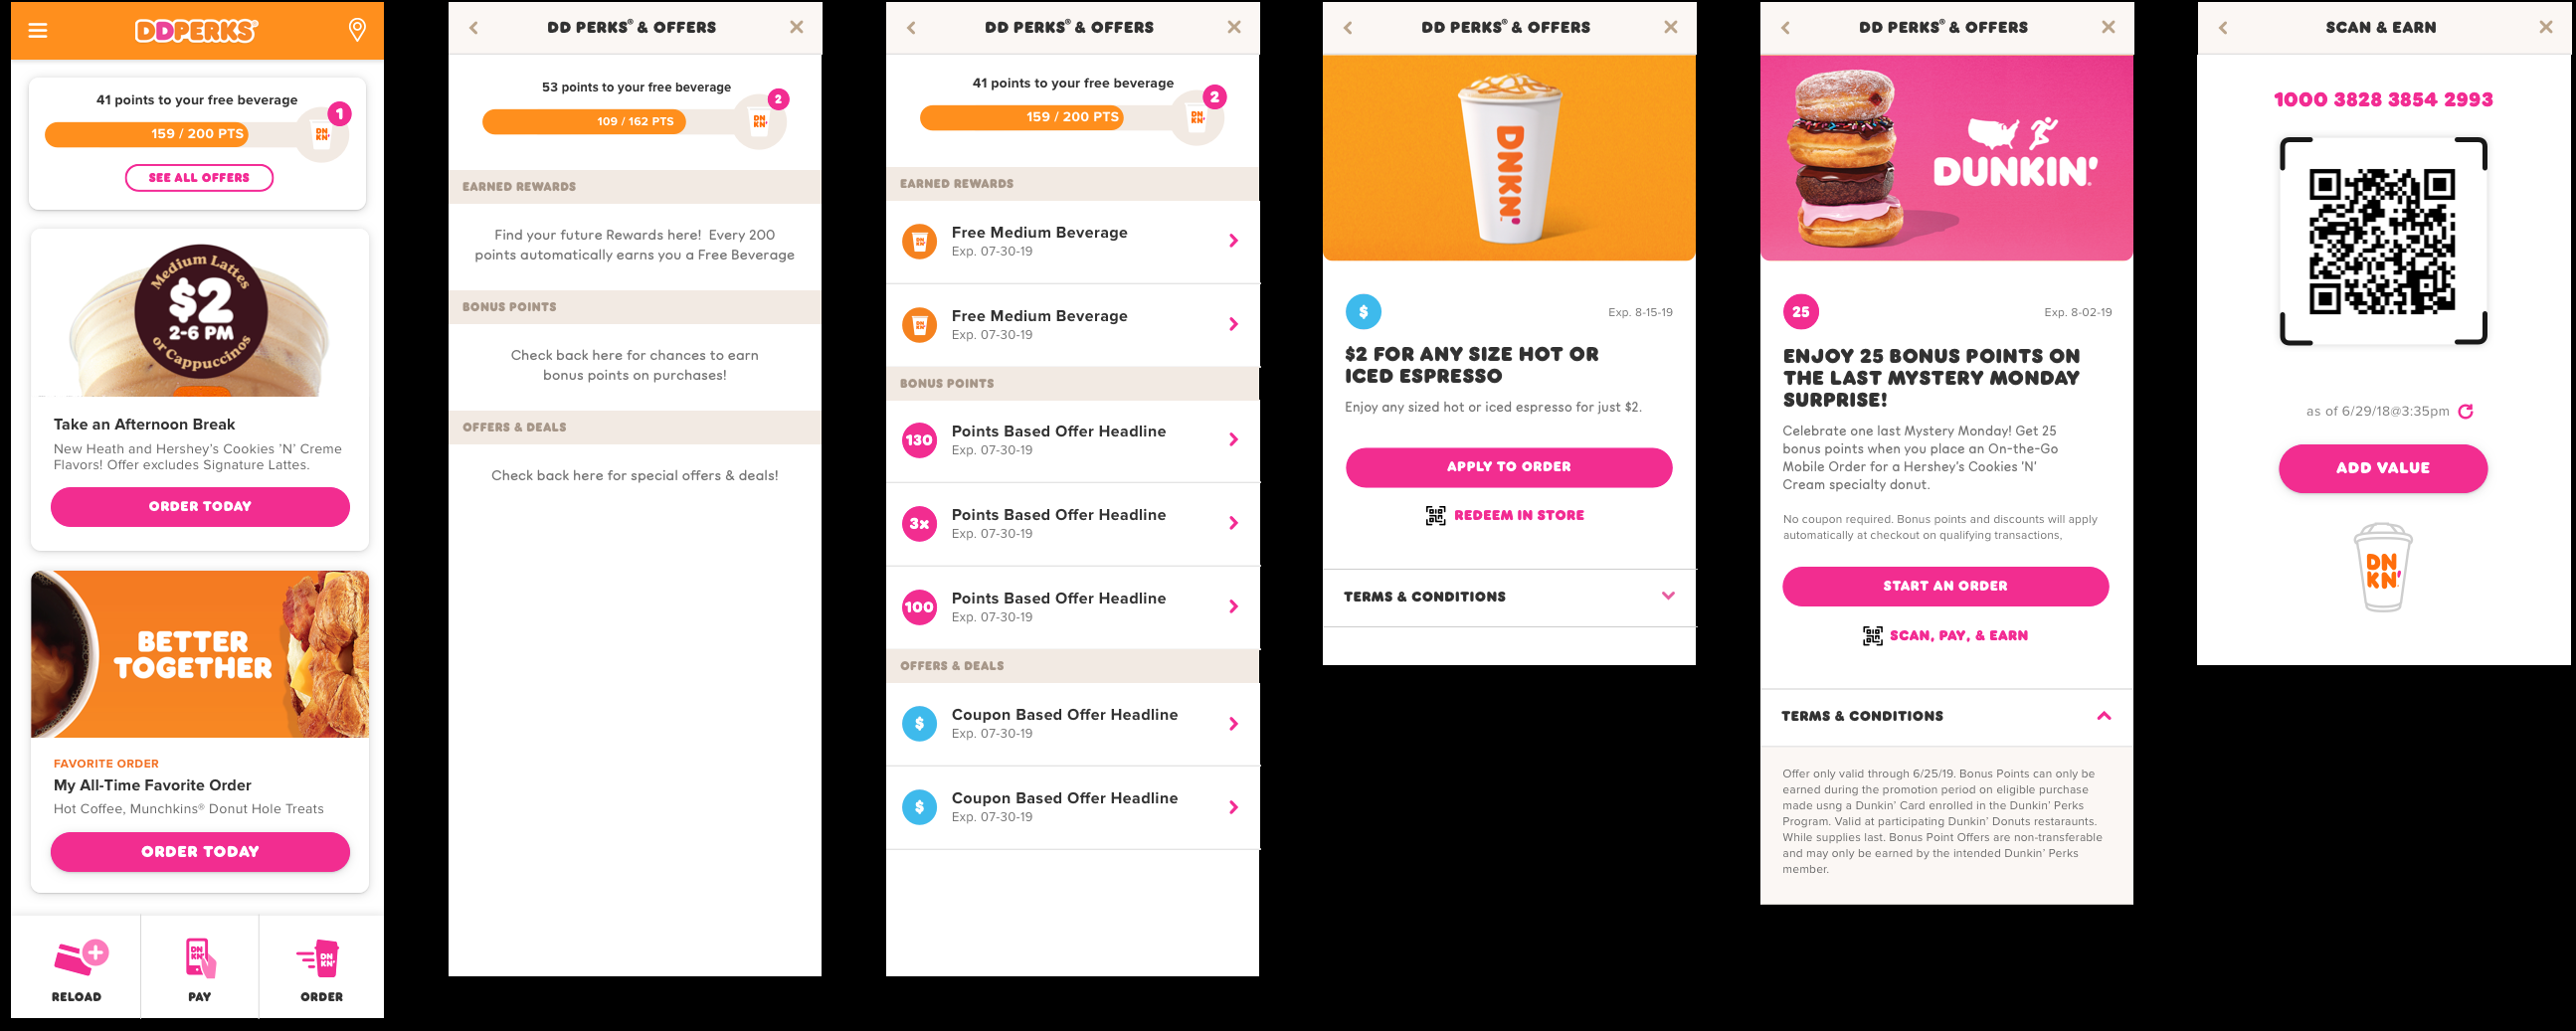 DDPERKS®
41 points to your free beverage
1
159 / 200 PTS
DN
KN'
SEE ALL OFFERS
Medium Lattes
$2
2-6 PM
or Cappuccinos
Take an Afternoon Break
New Heath and Hershey's Cookies 'N' Creme
Flavors! Offer excludes Signature Lattes.
ORDER TODAY
BETTER
TOGETHER
FAVORITE ORDER
My All-Time Favorite Order
Hot Coffee, Munchkins® Donut Hole Treats
ORDER TODAY
DN
KN'
DN
KN'
RELOAD
PAY
ORDER
DD PERKS® & OFFERS
53 points to your free beverage
2
109 / 162 PTS
DN
KN'
EARNED REWARDS
Find your future Rewards here! Every 200
points automatically earns you a Free Beverage
BONUS POINTS
Check back here for chances to earn
bonus points on purchases!
OFFERS & DEALS
Check back here for special offers & deals!
DD PERKS® & OFFERS
41 points to your free beverage
2
159 / 200 PTS
DN
KN'
EARNED REWARDS
Free Medium Beverage
Exp. 07-30-19
Free Medium Beverage
Exp. 07-30-19
BONUS POINTS
130
Points Based Offer Headline
Exp. 07-30-19
3x
Points Based Offer Headline
Exp. 07-30-19
100
Points Based Offer Headline
Exp. 07-30-19
OFFERS & DEALS
$
Coupon Based Offer Headline
Exp. 07-30-19
$
Coupon Based Offer Headline
Exp. 07-30-19
DD PERKS® & OFFERS
DNKN'
$
Exp. 8-15-19
$2 FOR ANY SIZE HOT OR
ICED ESPRESSO
Enjoy any sized hot or iced espresso for just $2.
APPLY TO ORDER
REDEEM IN STORE
TERMS & CONDITIONS
DD PERKS® & OFFERS
DUNKIN'
25
Exp. 8-02-19
ENJOY 25 BONUS POINTS ON
THE LAST MYSTERY MONDAY
SURPRISE!
Celebrate one last Mystery Monday! Get 25
bonus points when you place an On-the-Go
Mobile Order for a Hershey's Cookies 'N'
Cream specialty donut.
No coupon required. Bonus points and discounts will apply
automatically at checkout on qualifying transactions,
START AN ORDER
SCAN, PAY, & EARN
TERMS & CONDITIONS
Offer only valid through 6/25/19. Bonus Points can only be
earned during the promotion period on eligible purchase
made usng a Dunkin' Card enrolled in the Dunkin' Perks
Program. Valid at participating Dunkin' Donuts restaraunts.
While supplies last. Bonus Point Offers are non-transferable
and may only be earned by the intended Dunkin' Perks
member.
SCAN & EARN
1000 3828 3854 2993
as of 6/29/18@3:35pm
ADD VALUE
DN
KN'